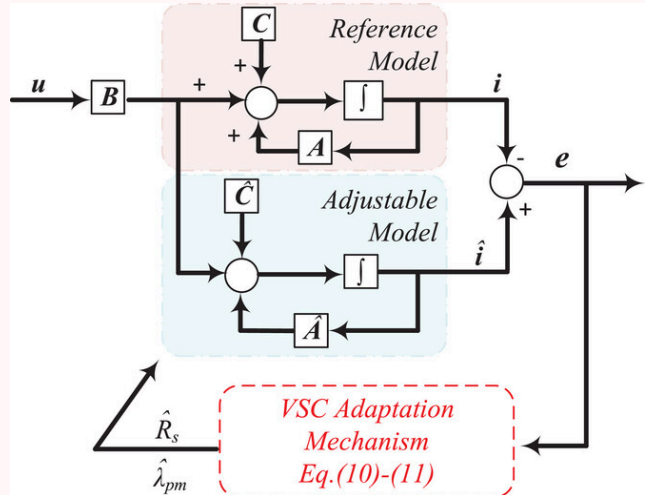 C
Reference
Model
+
u
B
+
∫
i
+
A
-
e
+
Ĉ
Adjustable
Model
∫
î
Â
VSC Adaptation
Mechanism
Eq.(10)-(11)
R̂s
λ̂pm